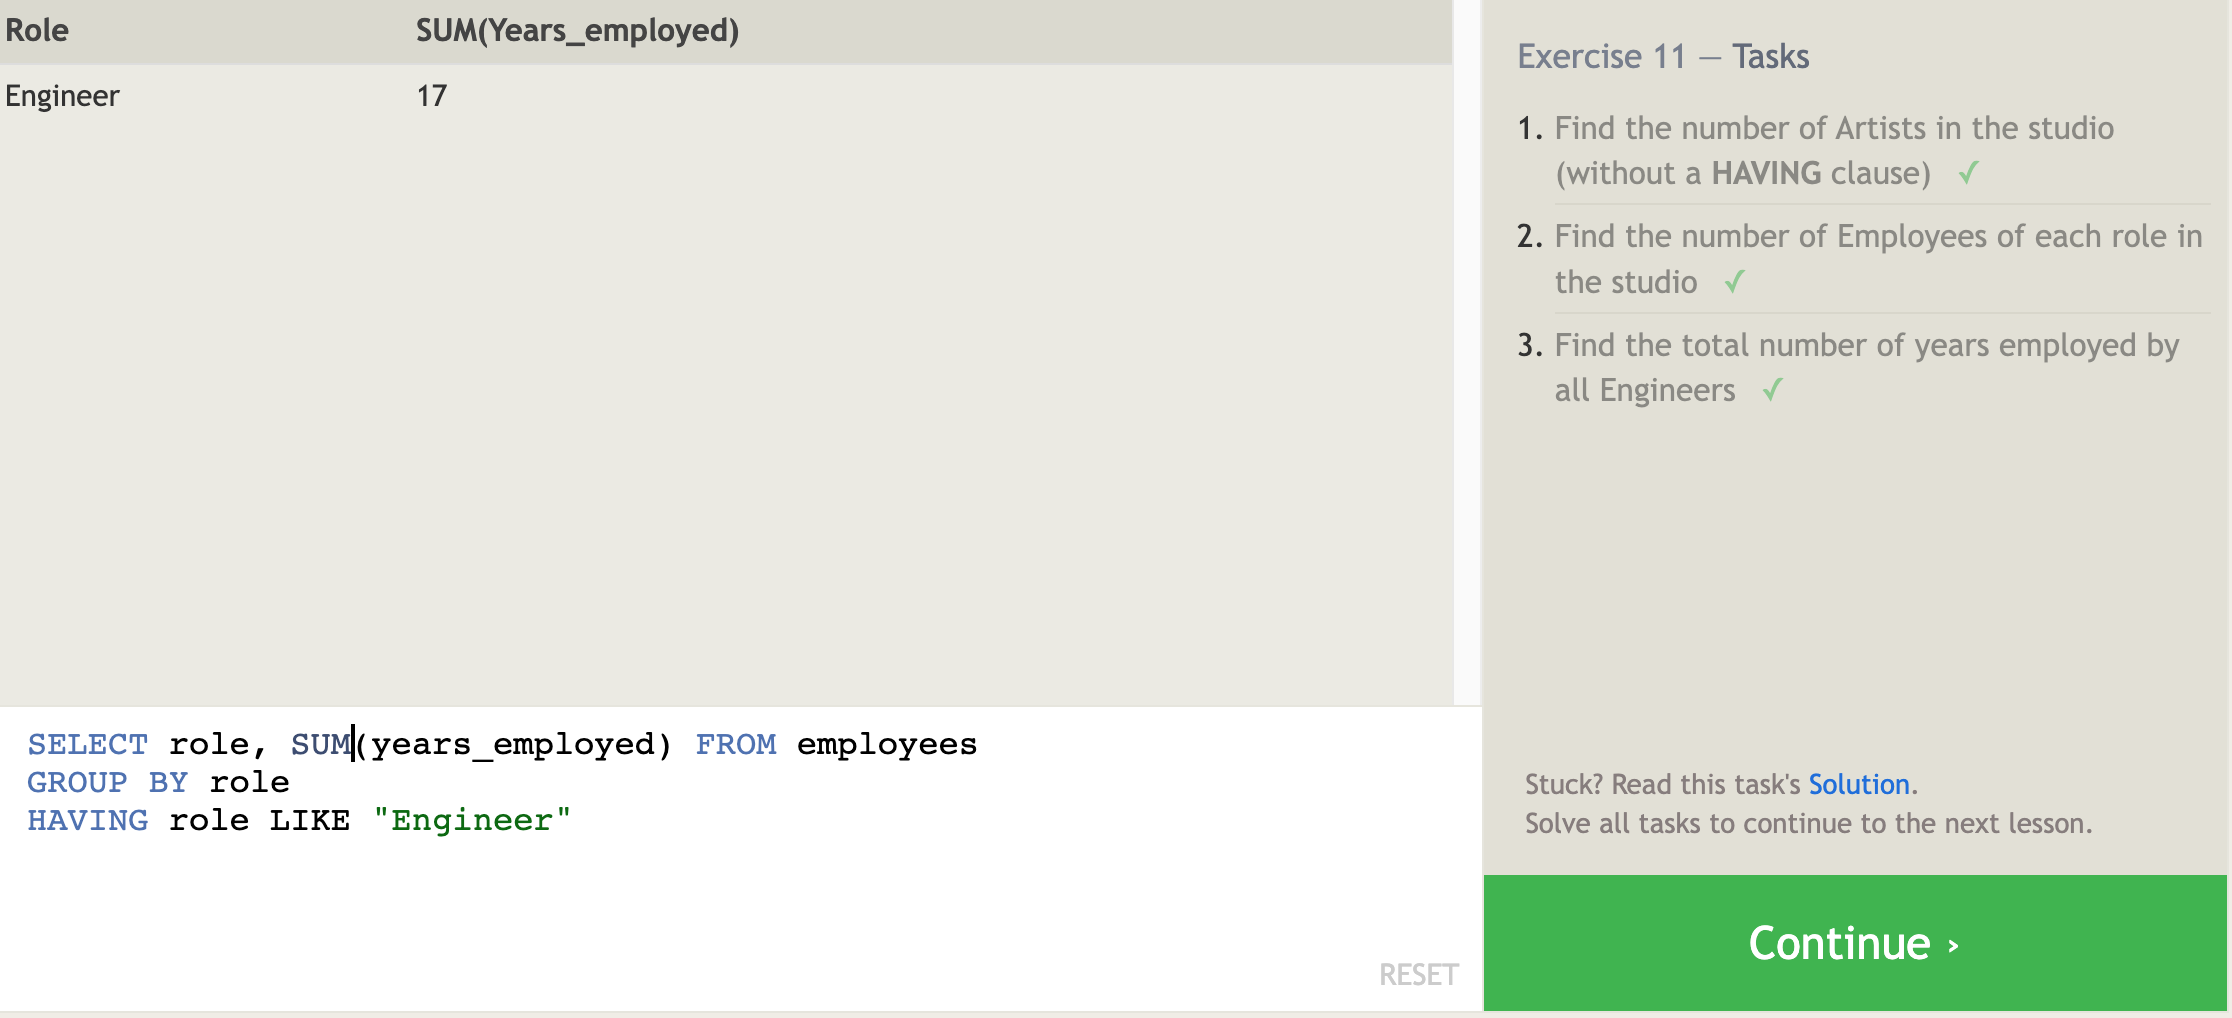 Role SUM(Years_employed)
Engineer 17
SELECT role, SUM(years_employed) FROM employees
GROUP BY role
HAVING role LIKE "Engineer"
RESET
Exercise 11 — Tasks
1. Find the number of Artists in the studio
(without a HAVING clause) ✓
2. Find the number of Employees of each role in
the studio ✓
3. Find the total number of years employed by
all Engineers ✓
Stuck? Read this task's Solution.
Solve all tasks to continue to the next lesson.
Continue ›